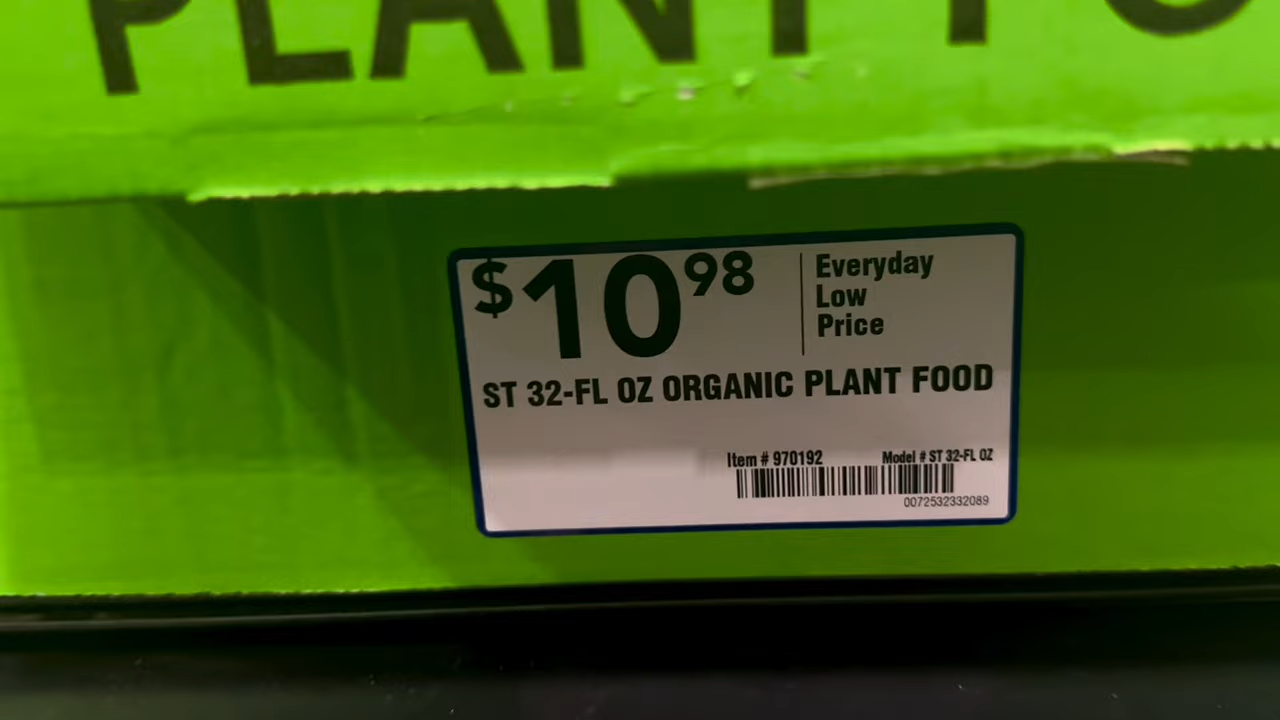 PLANT FO
$10 98
Everyday
Low
Price
ST 32-FL OZ ORGANIC PLANT FOOD
Item # 970192 Model # ST 32-FL OZ
0072532332089